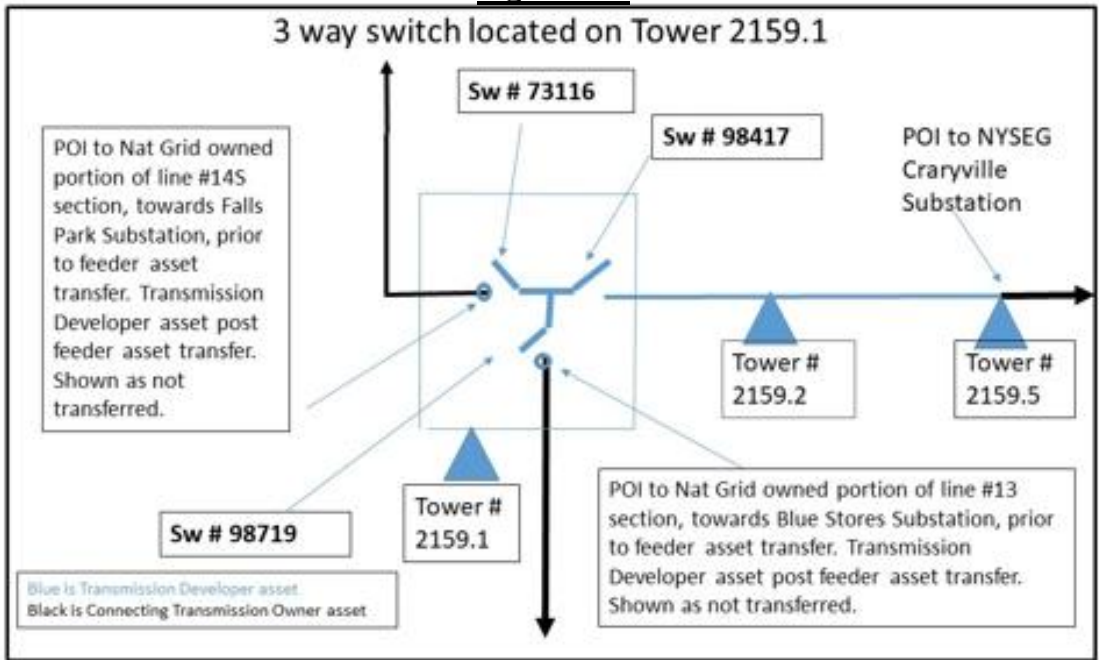 3 way switch located on Tower 2159.1
Sw # 73116
Sw # 98417
POI to Nat Grid owned
portion of line #14S
section, towards Falls
Park Substation, prior
to feeder asset
transfer. Transmission
Developer asset post
feeder asset transfer.
Shown as not
transferred.
POI to NYSEG
Craryville
Substation
Tower #
2159.2
Tower #
2159.5
Tower #
2159.1
Sw # 98719
POI to Nat Grid owned portion of line #13
section, towards Blue Stores Substation, prior
to feeder asset transfer. Transmission
Developer asset post feeder asset transfer.
Shown as not transferred.
Blue is Transmission Developer asset
Black is Connecting Transmission Owner asset